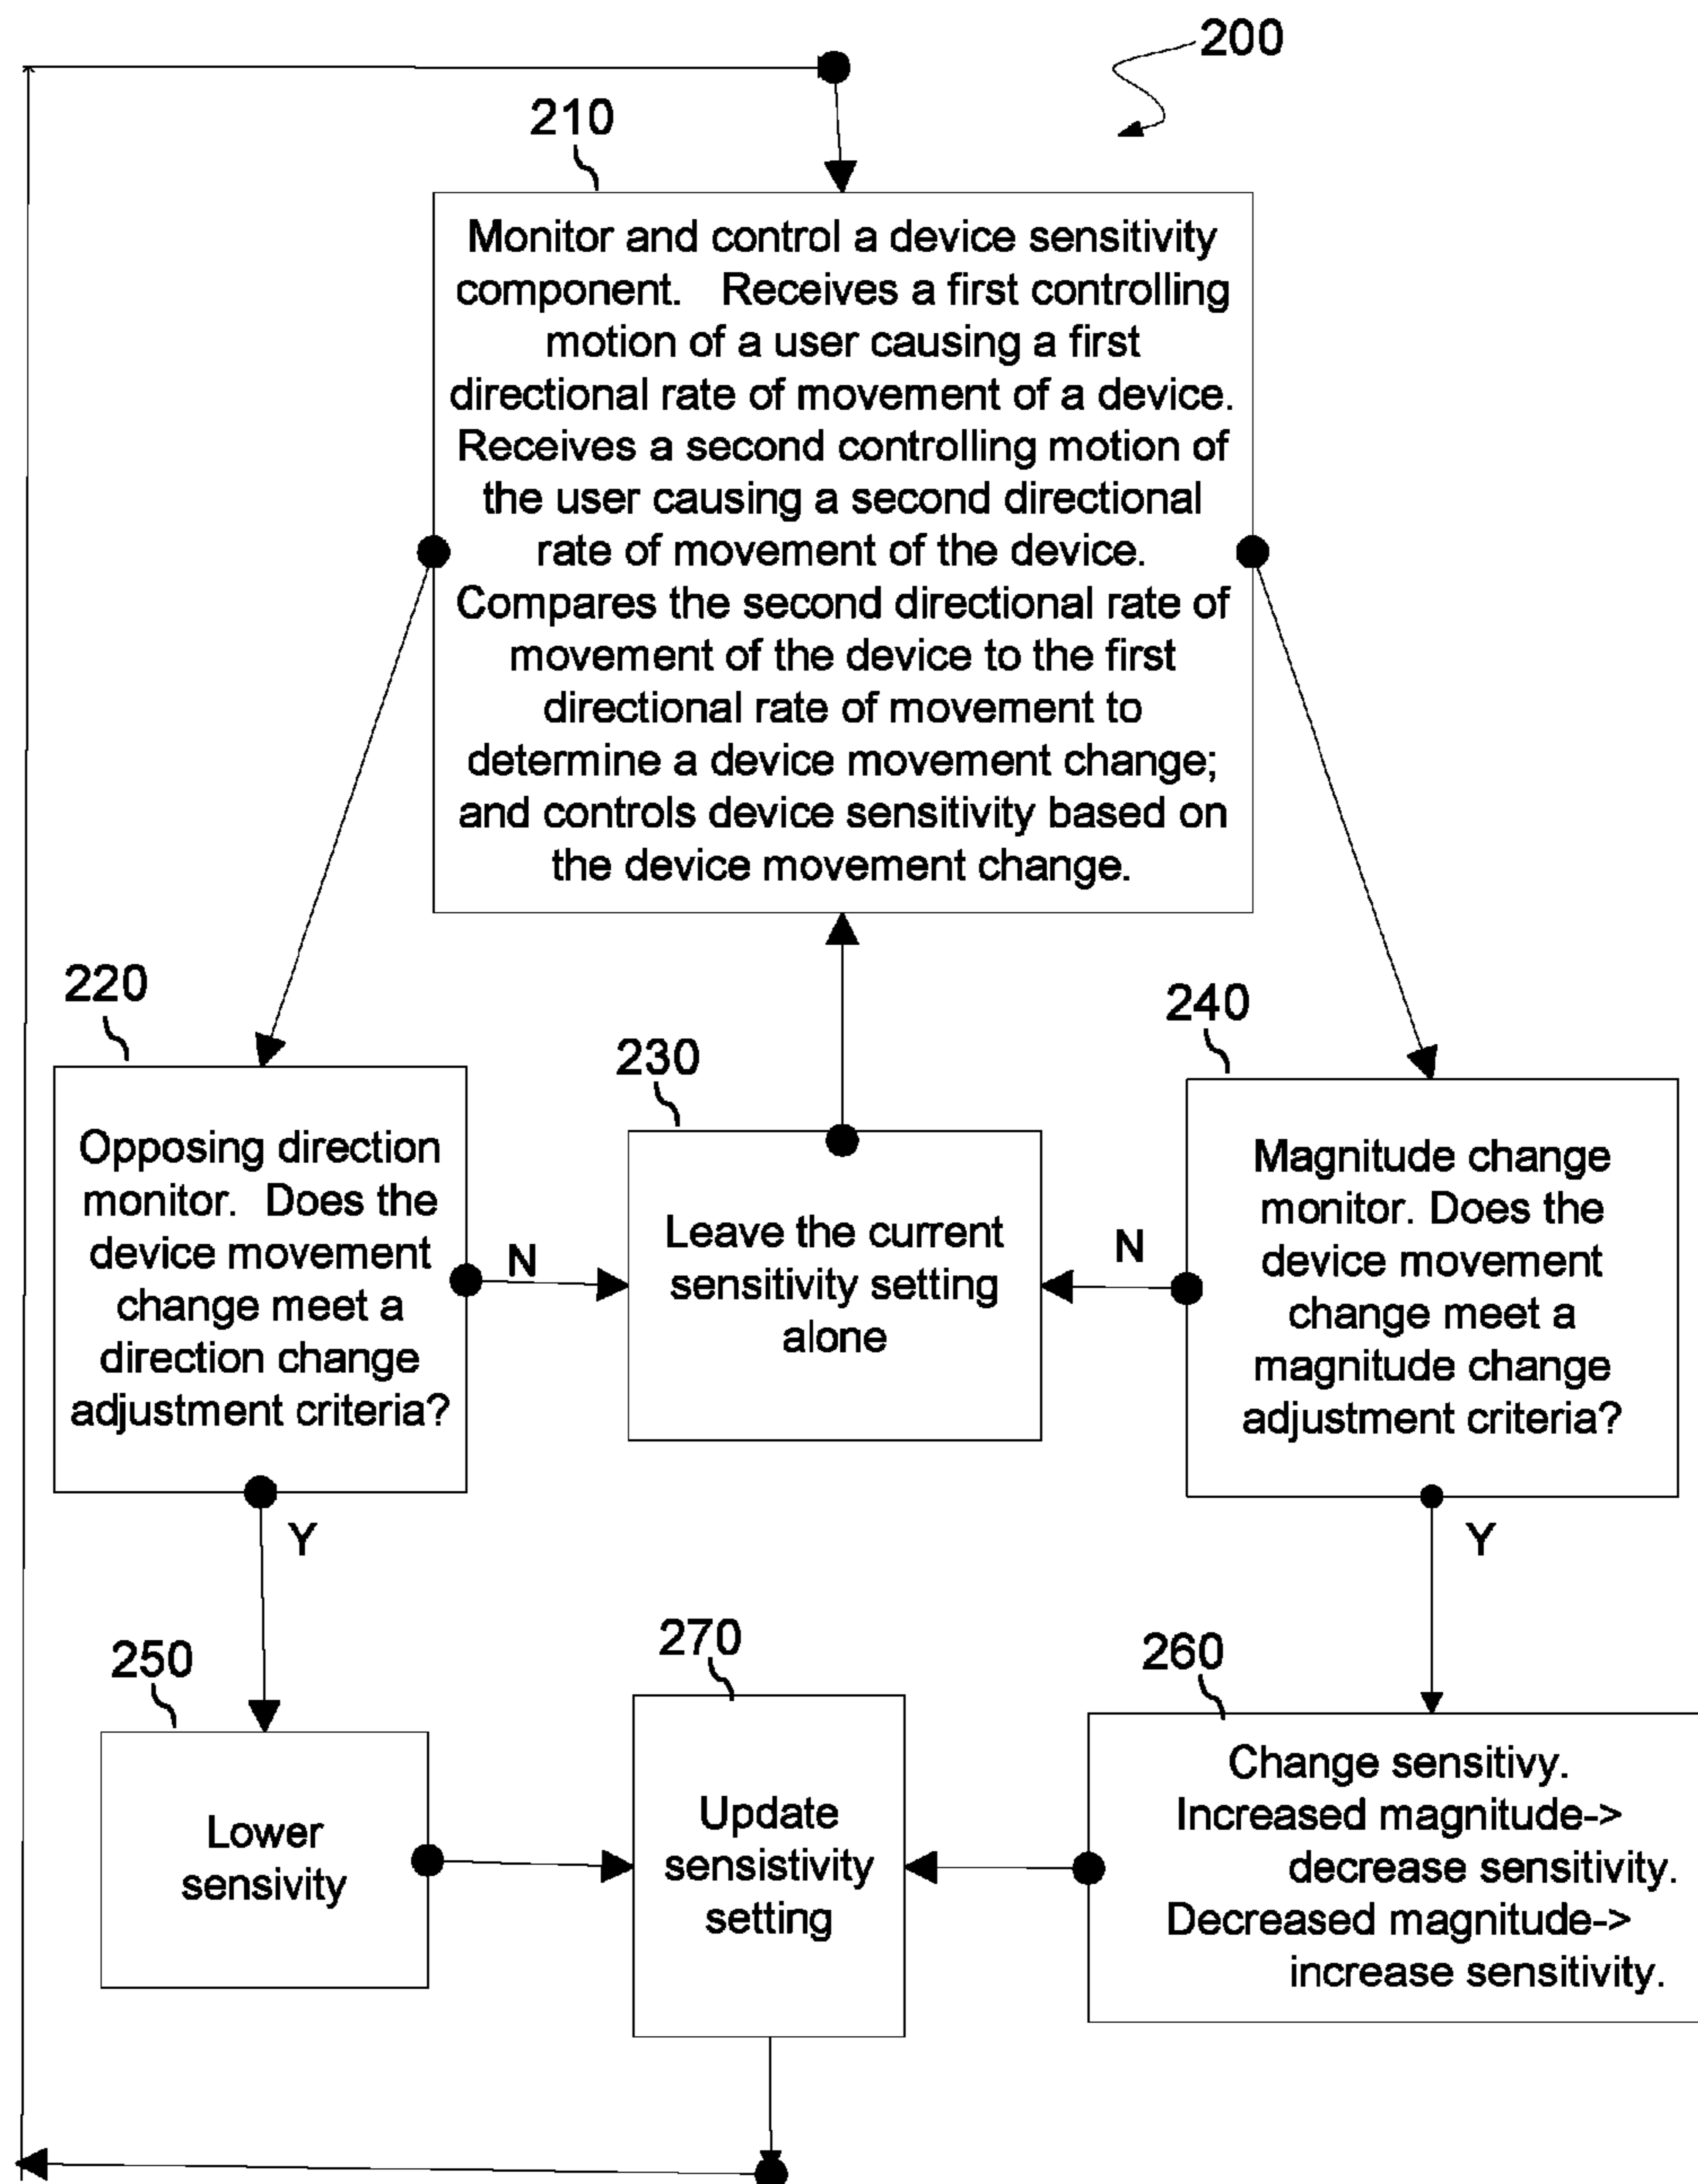 200
210
Monitor and control a device sensitivity
component. Receives a first controlling
motion of a user causing a first
directional rate of movement of a device.
Receives a second controlling motion of
the user causing a second directional
rate of movement of the device.
Compares the second directional rate of
movement of the device to the first
directional rate of movement to
determine a device movement change;
and controls device sensitivity based on
the device movement change.
220
Opposing direction
monitor. Does the
device movement
change meet a
direction change
adjustment criteria?
N
Y
230
Leave the current
sensitivity setting
alone
240
Magnitude change
monitor. Does the
device movement
change meet a
magnitude change
adjustment criteria?
N
Y
250
Lower
sensivity
270
Update
sensistivity
setting
260
Change sensitivy.
Increased magnitude->
decrease sensitivity.
Decreased magnitude->
increase sensitivity.